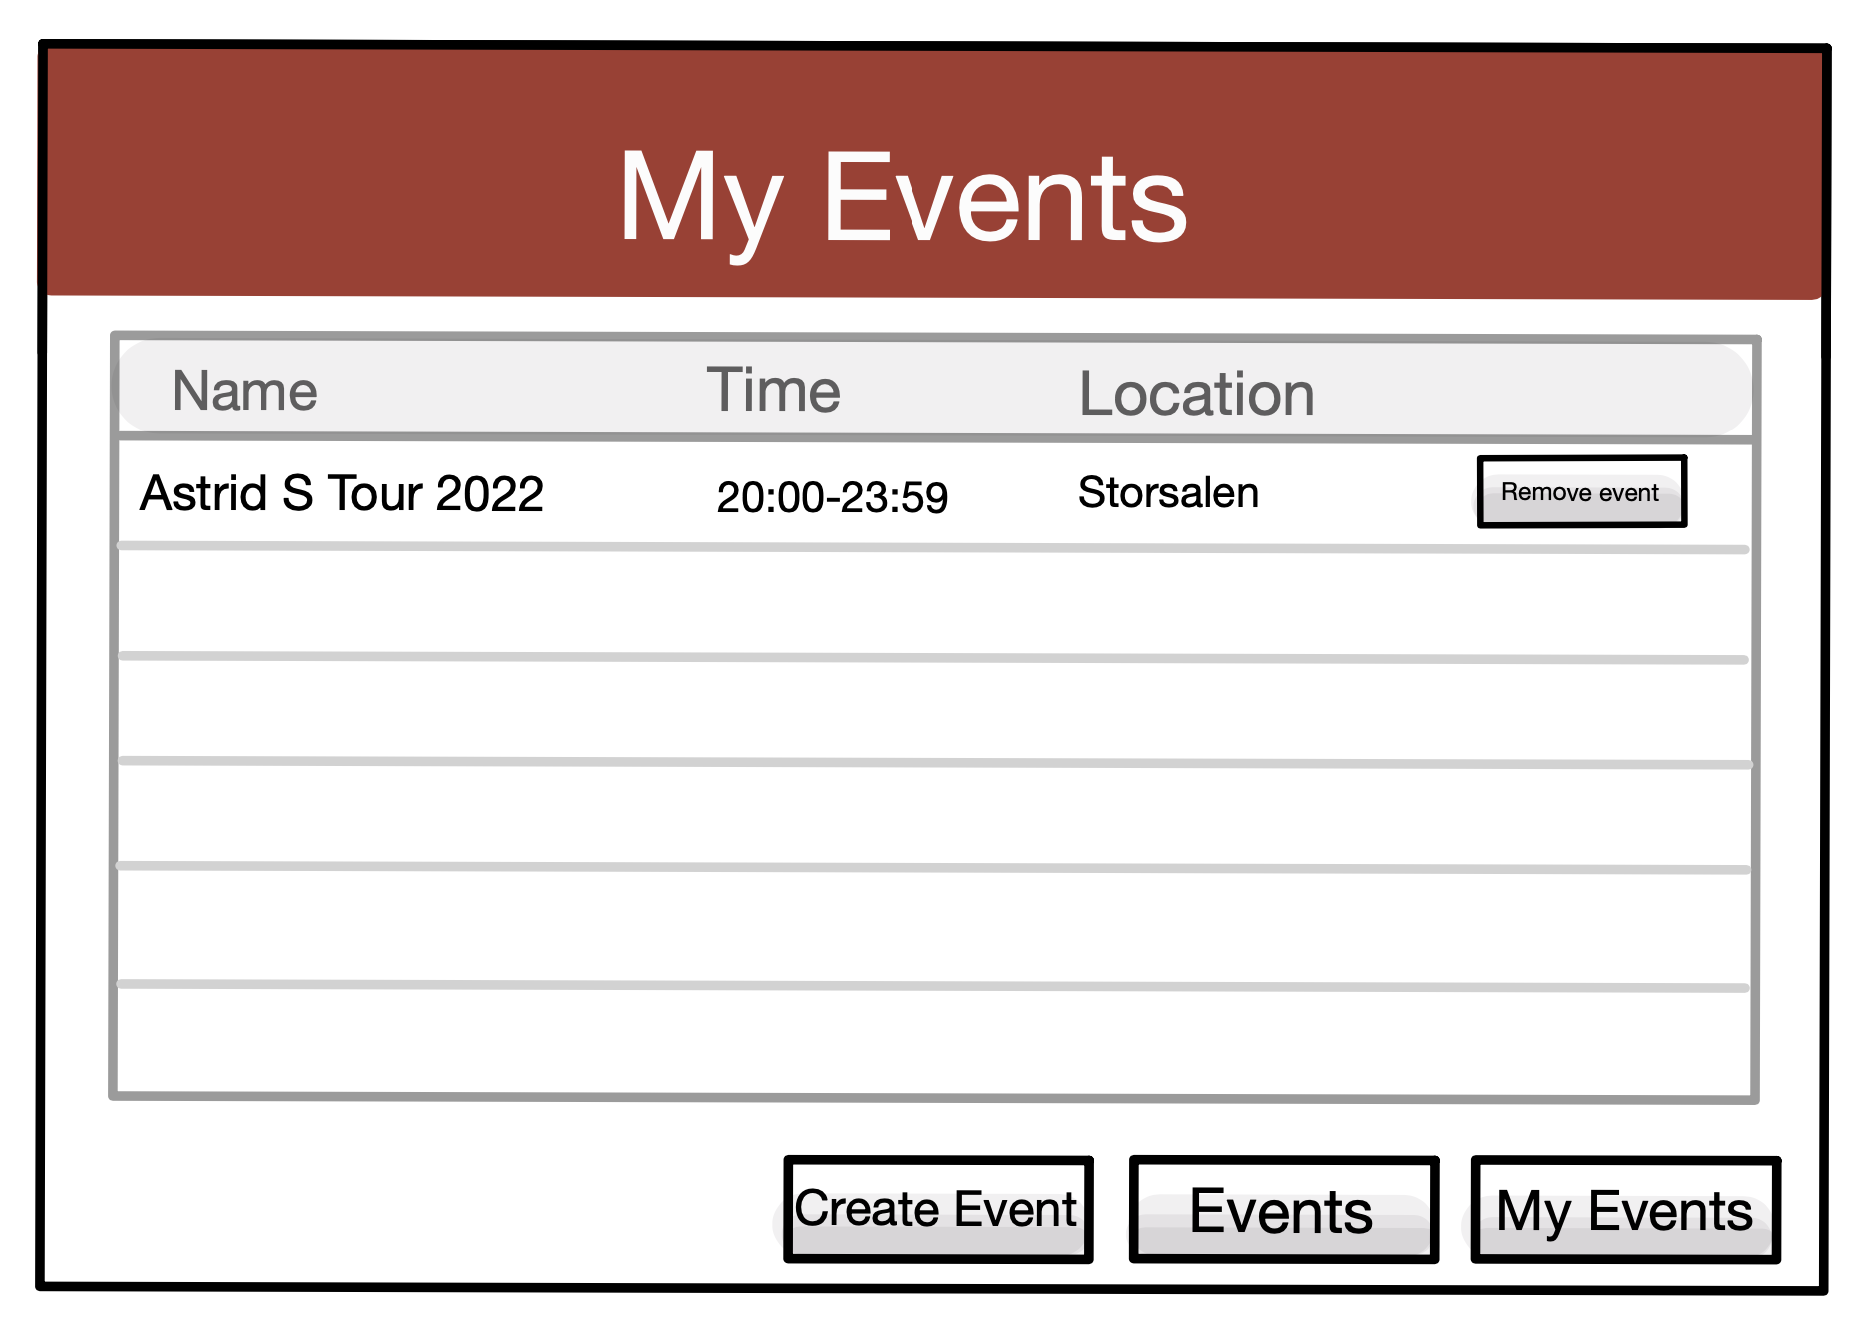 My Events
Name Time Location
Astrid S Tour 2022 20:00-23:59 Storsalen Remove event
Create Event Events My Events